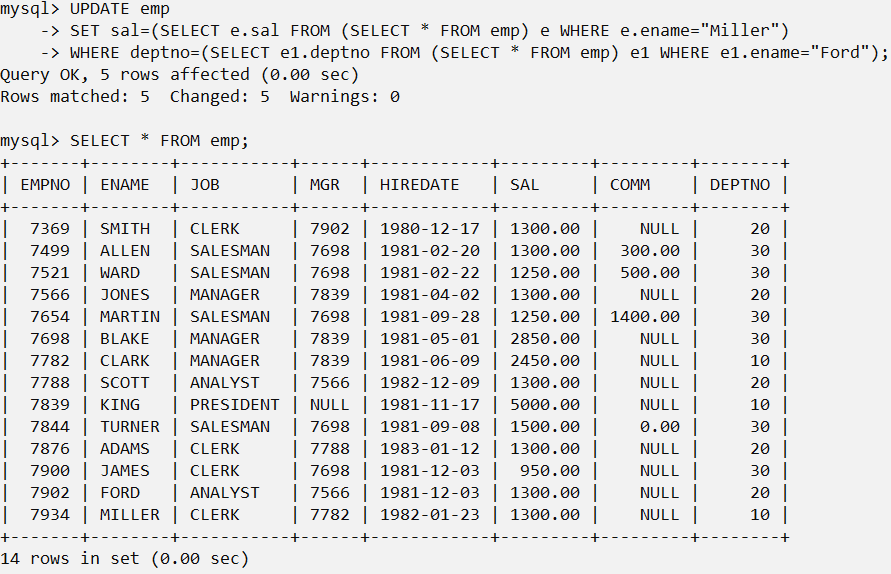 mysql> UPDATE emp
    -> SET sal=(SELECT e.sal FROM (SELECT * FROM emp) e WHERE e.ename="Miller")
    -> WHERE deptno=(SELECT e1.deptno FROM (SELECT * FROM emp) e1 WHERE e1.ename="Ford");
Query OK, 5 rows affected (0.00 sec)
Rows matched: 5  Changed: 5  Warnings: 0

mysql> SELECT * FROM emp;
+-------+--------+-----------+------+------------+---------+---------+--------+
| EMPNO | ENAME  | JOB       | MGR  | HIREDATE   | SAL     | COMM    | DEPTNO |
+-------+--------+-----------+------+------------+---------+---------+--------+
|  7369 | SMITH  | CLERK     | 7902 | 1980-12-17 | 1300.00 |    NULL |     20 |
|  7499 | ALLEN  | SALESMAN  | 7698 | 1981-02-20 | 1300.00 |  300.00 |     30 |
|  7521 | WARD   | SALESMAN  | 7698 | 1981-02-22 | 1250.00 |  500.00 |     30 |
|  7566 | JONES  | MANAGER   | 7839 | 1981-04-02 | 1300.00 |    NULL |     20 |
|  7654 | MARTIN | SALESMAN  | 7698 | 1981-09-28 | 1250.00 | 1400.00 |     30 |
|  7698 | BLAKE  | MANAGER   | 7839 | 1981-05-01 | 2850.00 |    NULL |     30 |
|  7782 | CLARK  | MANAGER   | 7839 | 1981-06-09 | 2450.00 |    NULL |     10 |
|  7788 | SCOTT  | ANALYST   | 7566 | 1982-12-09 | 1300.00 |    NULL |     20 |
|  7839 | KING   | PRESIDENT | NULL | 1981-11-17 | 5000.00 |    NULL |     10 |
|  7844 | TURNER | SALESMAN  | 7698 | 1981-09-08 | 1500.00 |    0.00 |     30 |
|  7876 | ADAMS  | CLERK     | 7788 | 1983-01-12 | 1300.00 |    NULL |     20 |
|  7900 | JAMES  | CLERK     | 7698 | 1981-12-03 |  950.00 |    NULL |     30 |
|  7902 | FORD   | ANALYST   | 7566 | 1981-12-03 | 1300.00 |    NULL |     20 |
|  7934 | MILLER | CLERK     | 7782 | 1982-01-23 | 1300.00 |    NULL |     10 |
+-------+--------+-----------+------+------------+---------+---------+--------+
14 rows in set (0.00 sec)